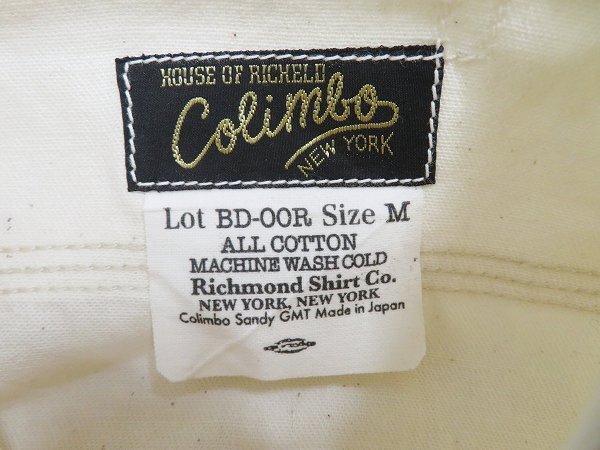 HOUSE OF RICHELO
Colimbo
NEW YORK
Lot BD-00R Size M
ALL COTTON
MACHINE WASH COLD
Richmond Shirt Co.
NEW YORK, NEW YORK
Colimbo Sandy GMT Made in Japan